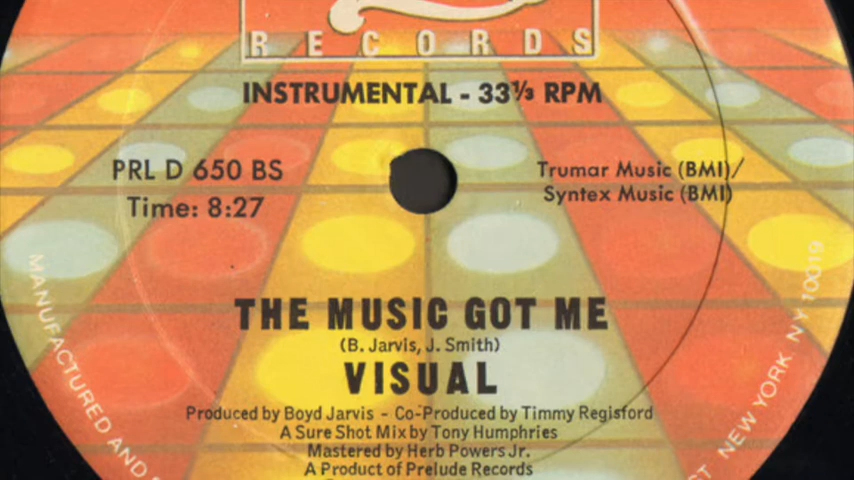 RECORDS
INSTRUMENTAL - 33⅓ RPM
PRL D 650 BS
Time: 8:27
Trumar Music (BMI)/
Syntex Music (BMI)
THE MUSIC GOT ME
(B. Jarvis, J. Smith)
VISUAL
Produced by Boyd Jarvis - Co-Produced by Timmy Regisford
A Sure Shot Mix by Tony Humphries
Mastered by Herb Powers Jr.
A Product of Prelude Records
MANUFACTURED AND
NEW YORK, NY 10019